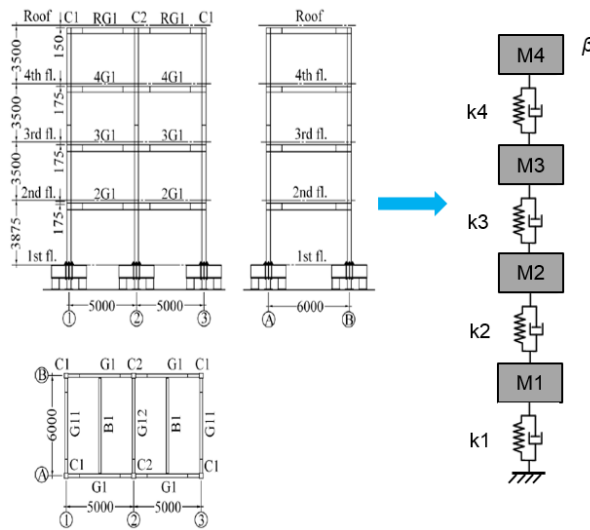 Roof C1 RG1 C2 RG1 C1 Roof
3500 150
4th fl. 4G1 4G1 4th fl.
3500 175
3rd fl. 3G1 3G1 3rd fl.
3500 175
2nd fl. 2G1 2G1 2nd fl.
3875 175
1st fl. 1st fl.
5000 5000 6000
1 2 3 A B
C1 G1 C2 G1 C1
B
6000 G11 B1 G12 B1 G11
C1 C2 C1
A
G1 G1
5000 5000
1 2 3
M4 β
k4
M3
k3
M2
k2
M1
k1